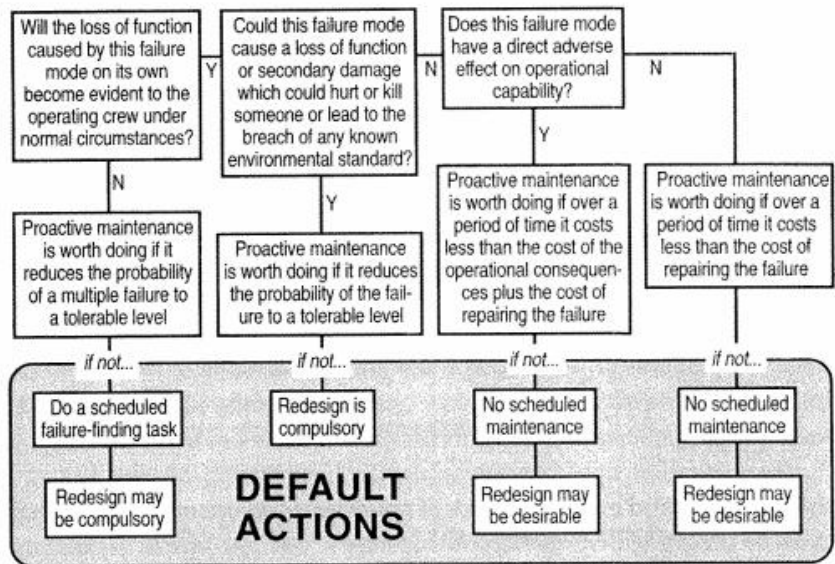 Will the loss of function
caused by this failure
mode on its own
become evident to the
operating crew under
normal circumstances?
Y
N
Could this failure mode
cause a loss of function
or secondary damage
which could hurt or kill
someone or lead to the
breach of any known
environmental standard?
N
Y
Does this failure mode
have a direct adverse
effect on operational
capability?
N
Y
Proactive maintenance
is worth doing if it
reduces the probability
of a multiple failure to
a tolerable level
Proactive maintenance
is worth doing if it reduces
the probability of the fail-
ure to a tolerable level
Proactive maintenance
is worth doing if over a
period of time it costs
less than the cost of the
operational consequen-
ces plus the cost of
repairing the failure
Proactive maintenance
is worth doing if over a
period of time it costs
less than the cost of
repairing the failure
if not...
if not...
if not...
if not...
Do a scheduled
failure-finding task
Redesign is
compulsory
No scheduled
maintenance
No scheduled
maintenance
Redesign may
be compulsory
DEFAULT
ACTIONS
Redesign may
be desirable
Redesign may
be desirable